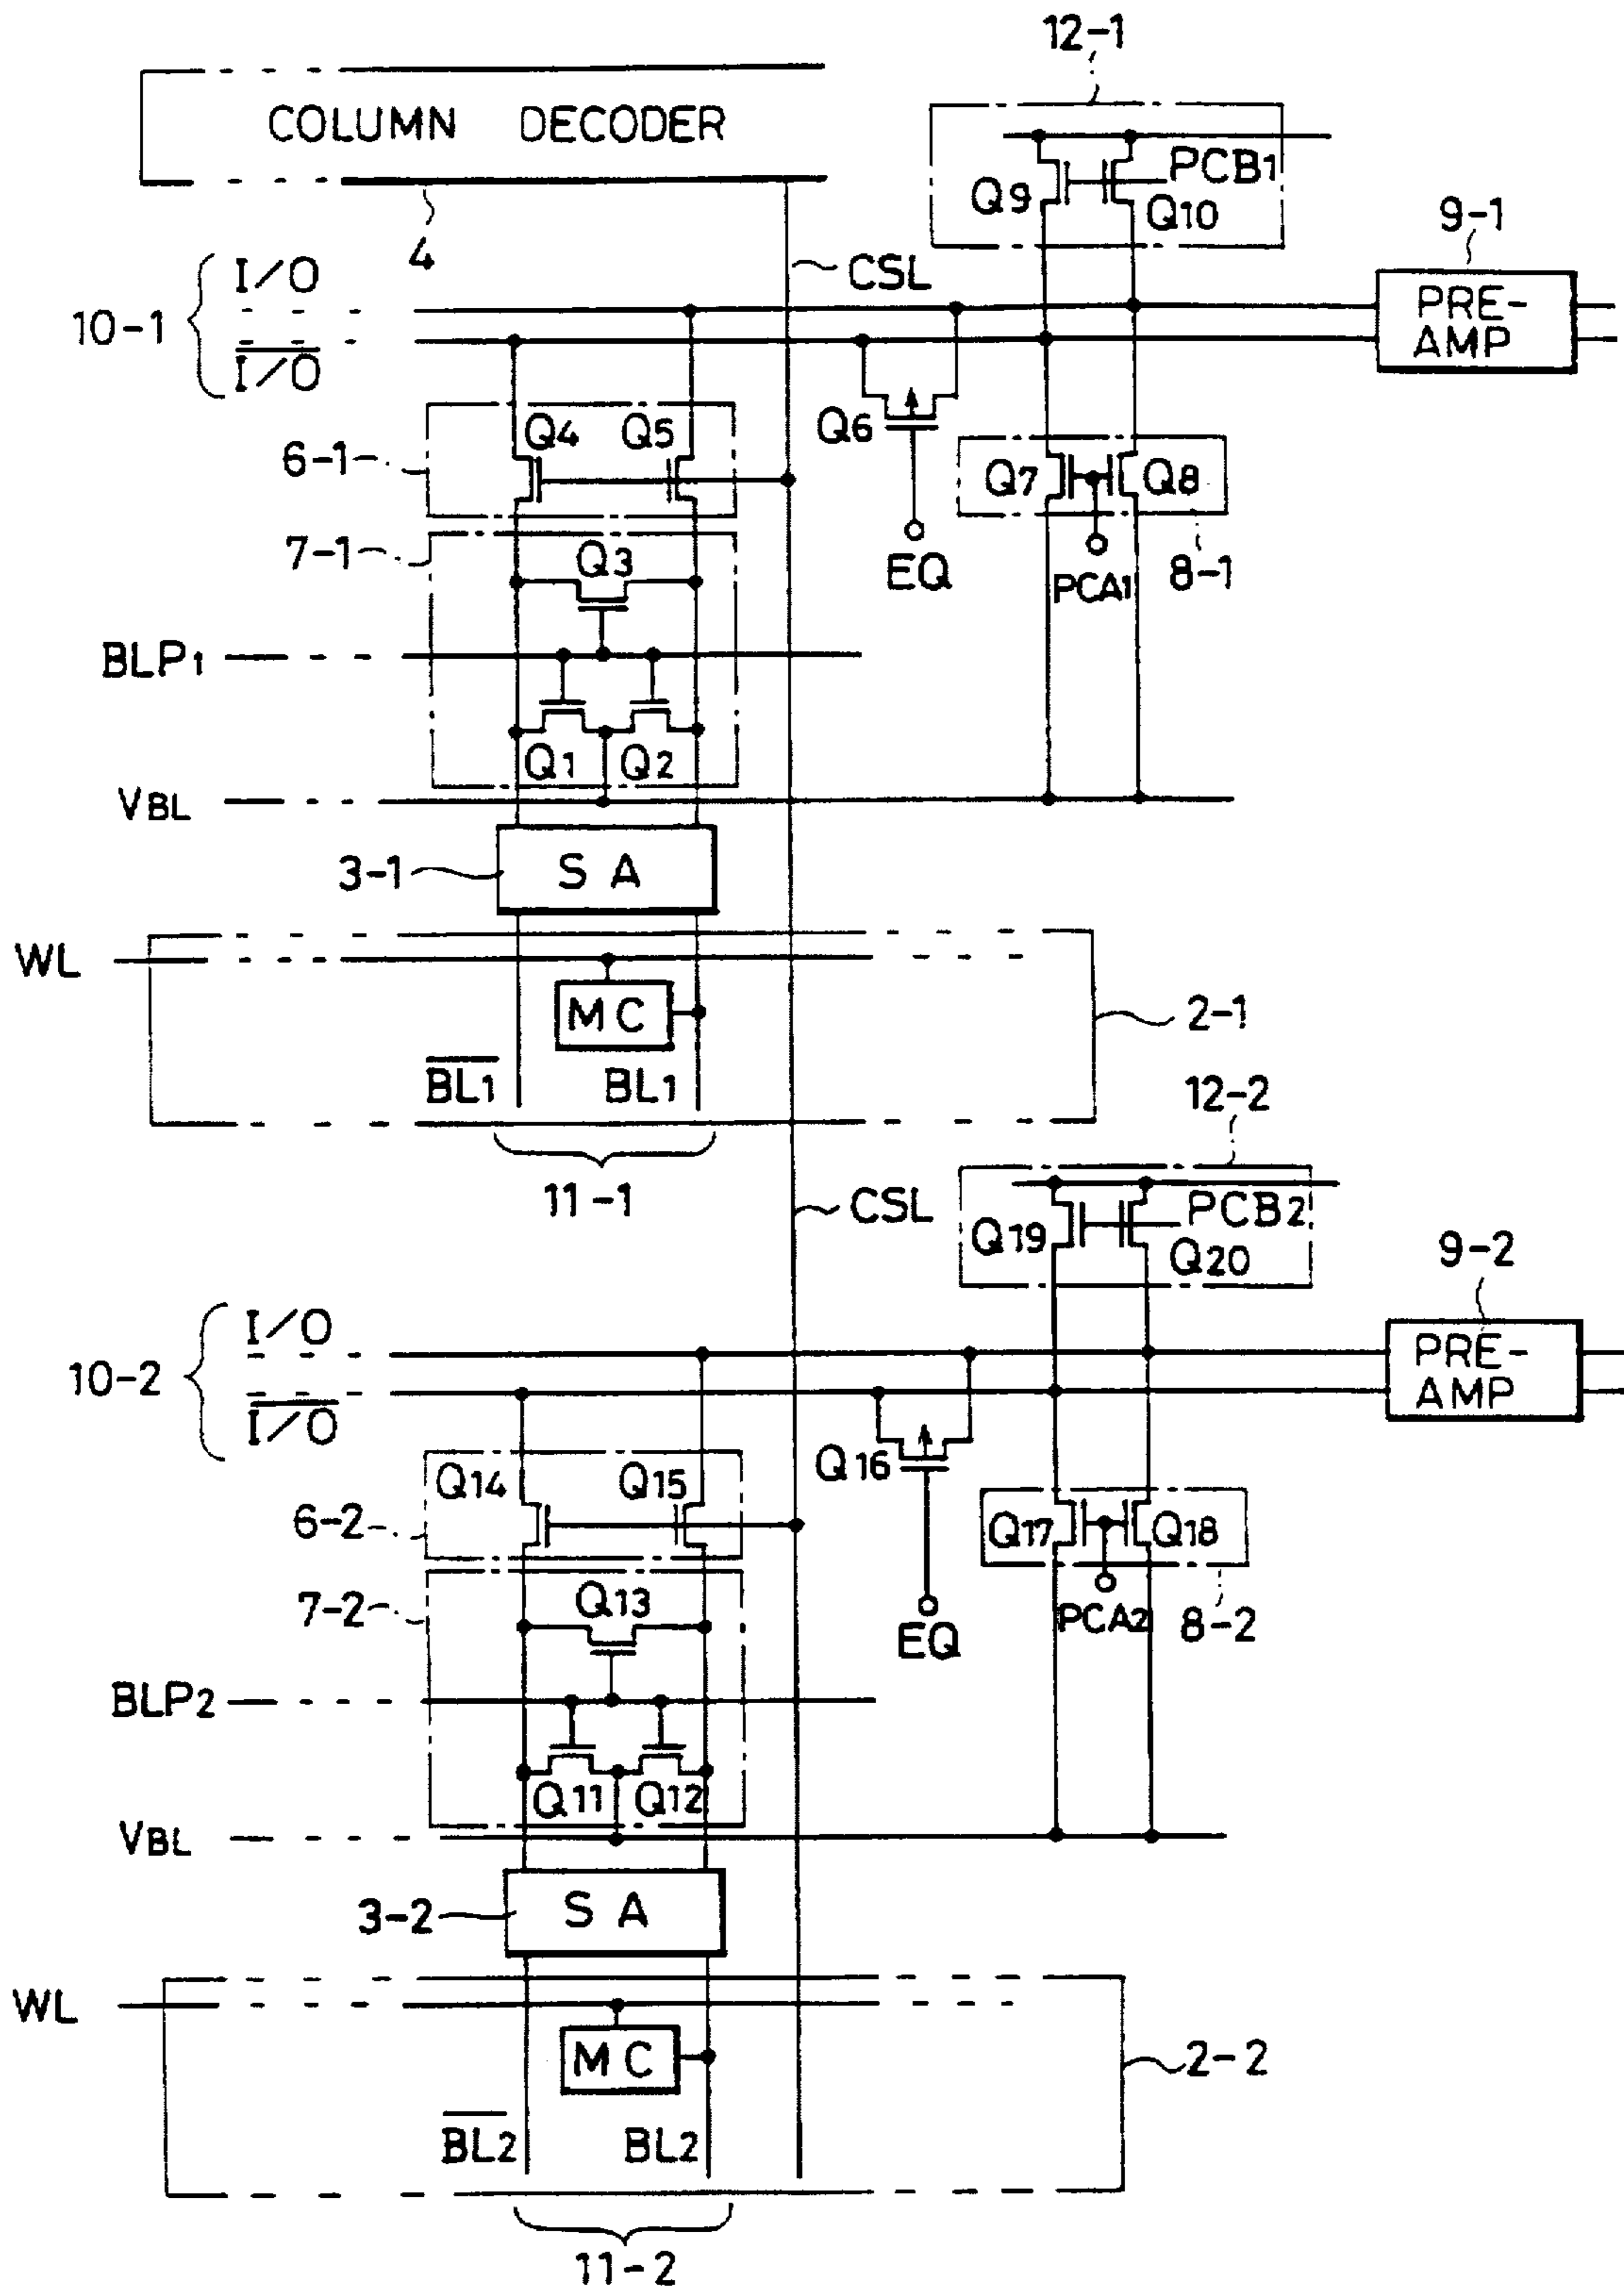 12-1
COLUMN DECODER
PCB1
Q9
Q10
9-1
4
CSL
10-1
I/O
I/O
PRE-
AMP
Q4
Q5
Q6
6-1
Q7
Q8
7-1
Q3
EQ
PCA1
8-1
BLP1
Q1
Q2
VBL
3-1
S A
WL
MC
2-1
BL1
BL1
12-2
11-1
CSL
PCB2
Q19
Q20
9-2
10-2
I/O
I/O
PRE-
AMP
Q14
Q15
Q16
6-2
Q17
Q18
7-2
Q13
EQ
PCA2
8-2
BLP2
Q11
Q12
VBL
3-2
S A
WL
MC
2-2
BL2
BL2
11-2